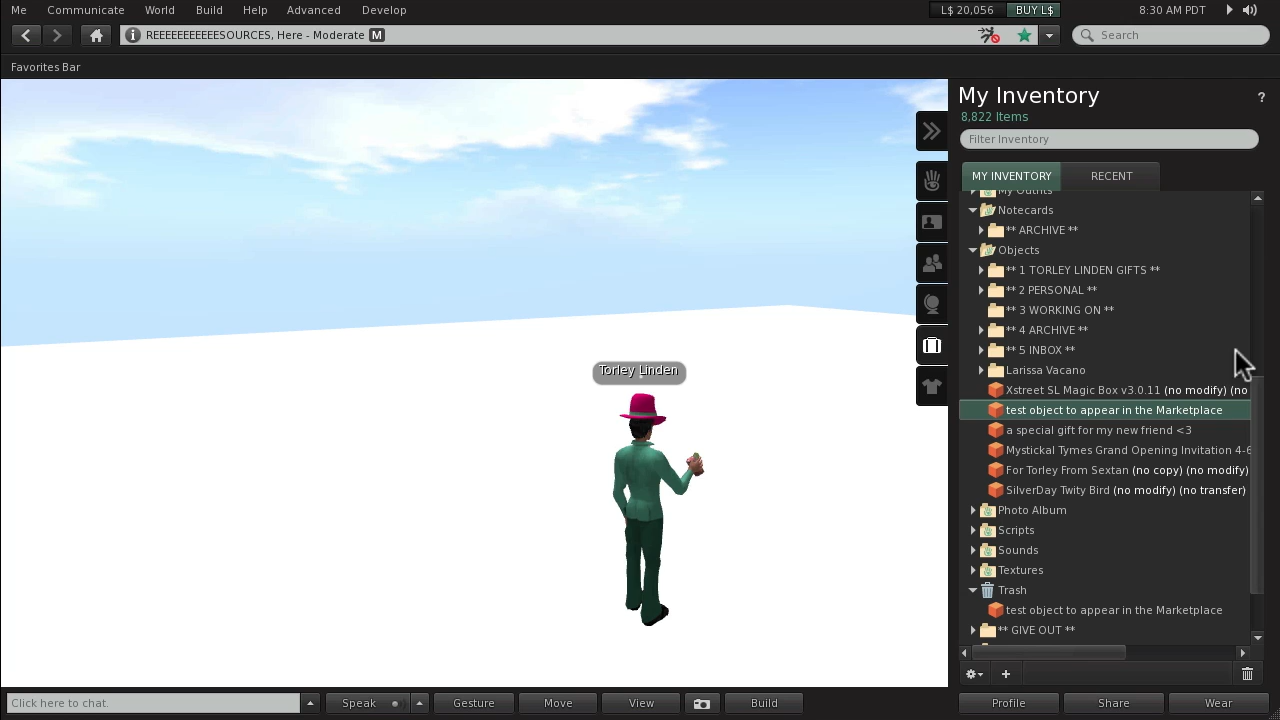 Me Communicate World Build Help Advanced Develop L$ 20,056 BUY L$ 8:30 AM PDT
REEEEEEEEEEESOURCES, Here - Moderate M Search
Favorites Bar
My Inventory ?
8,822 Items
Filter Inventory
MY INVENTORY RECENT
My Outfits
Notecards
** ARCHIVE **
Objects
** 1 TORLEY LINDEN GIFTS **
** 2 PERSONAL **
** 3 WORKING ON **
** 4 ARCHIVE **
** 5 INBOX **
Larissa Vacano
Xstreet SL Magic Box v3.0.11 (no modify) (no
test object to appear in the Marketplace
a special gift for my new friend <3
Mystickal Tymes Grand Opening Invitation 4-6
For Torley From Sextan (no copy) (no modify)
SilverDay Twity Bird (no modify) (no transfer)
Photo Album
Scripts
Sounds
Textures
Trash
test object to appear in the Marketplace
** GIVE OUT **
Torley Linden
Click here to chat. Speak Gesture Move View Build Profile Share Wear